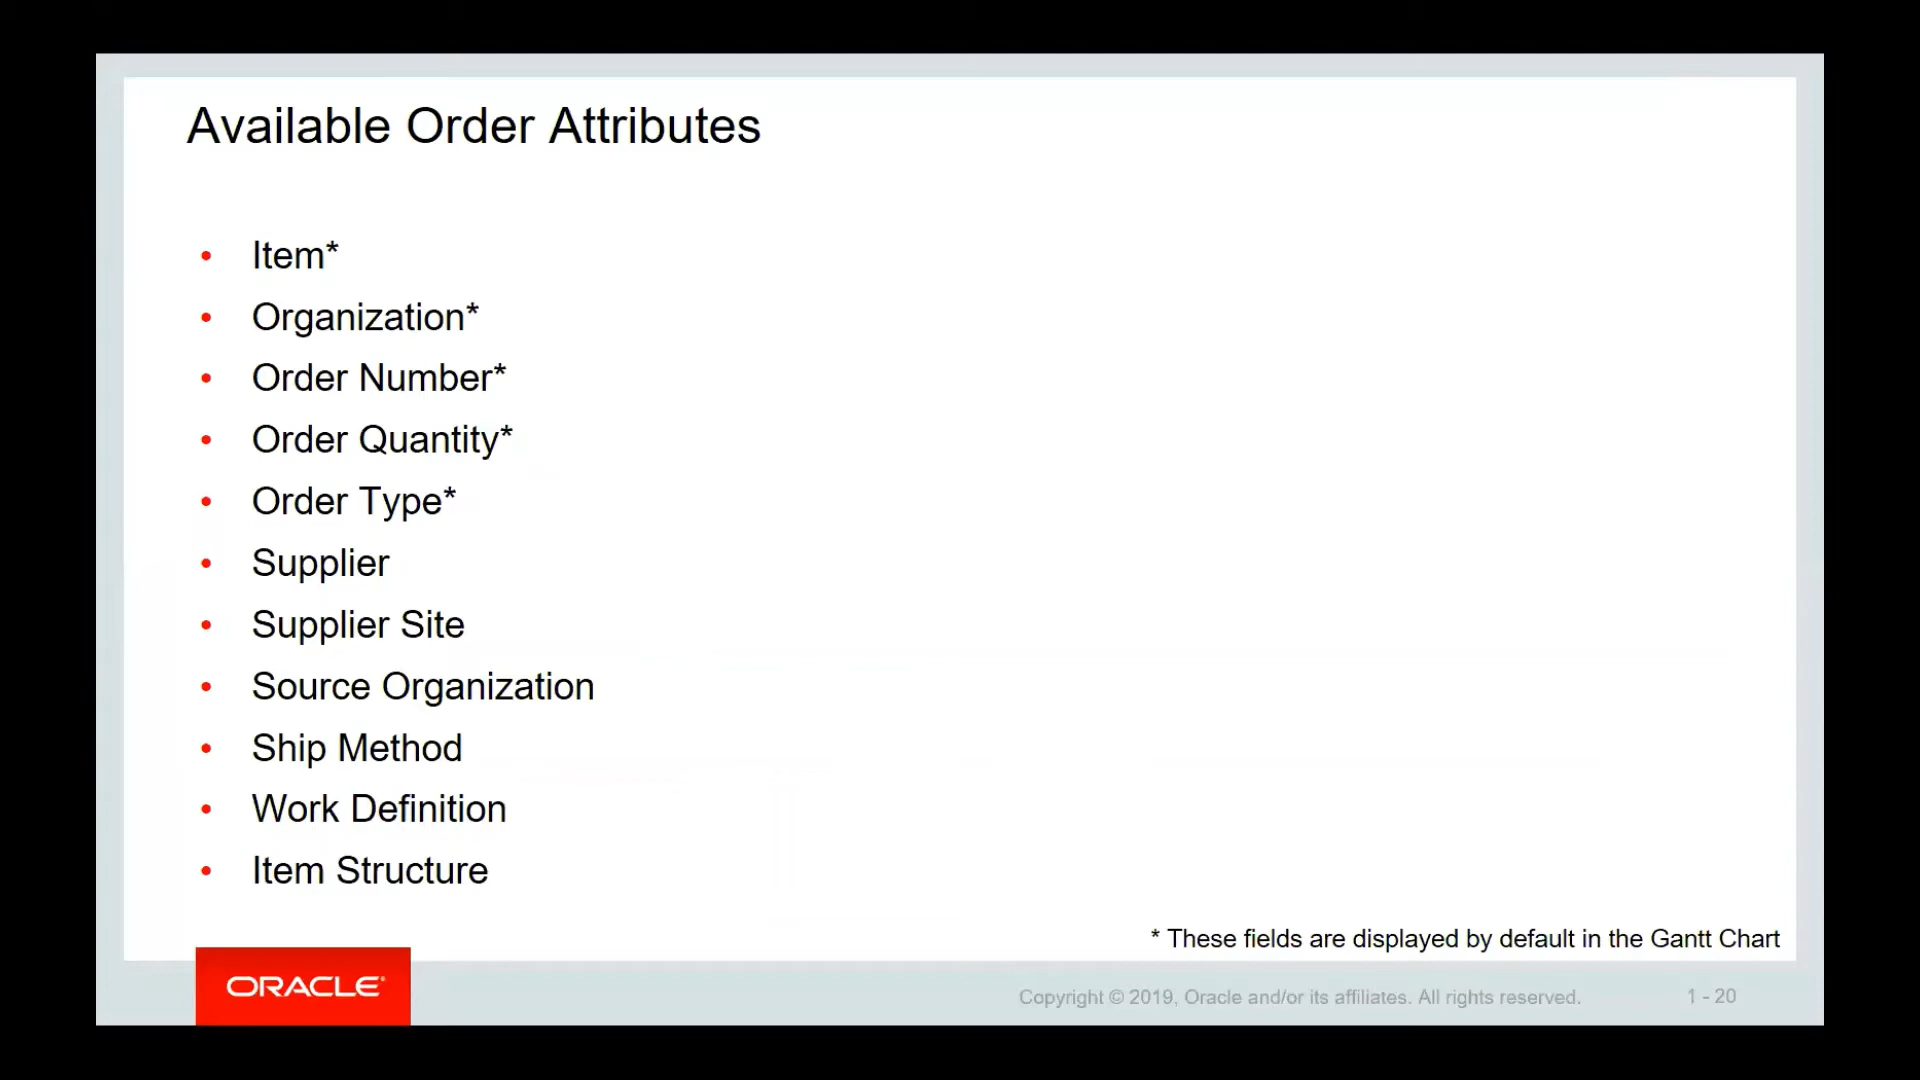 Available Order Attributes
• Item*
• Organization*
• Order Number*
• Order Quantity*
• Order Type*
• Supplier
• Supplier Site
• Source Organization
• Ship Method
• Work Definition
• Item Structure
* These fields are displayed by default in the Gantt Chart
ORACLE®
Copyright © 2019, Oracle and/or its affiliates. All rights reserved.
1 - 20